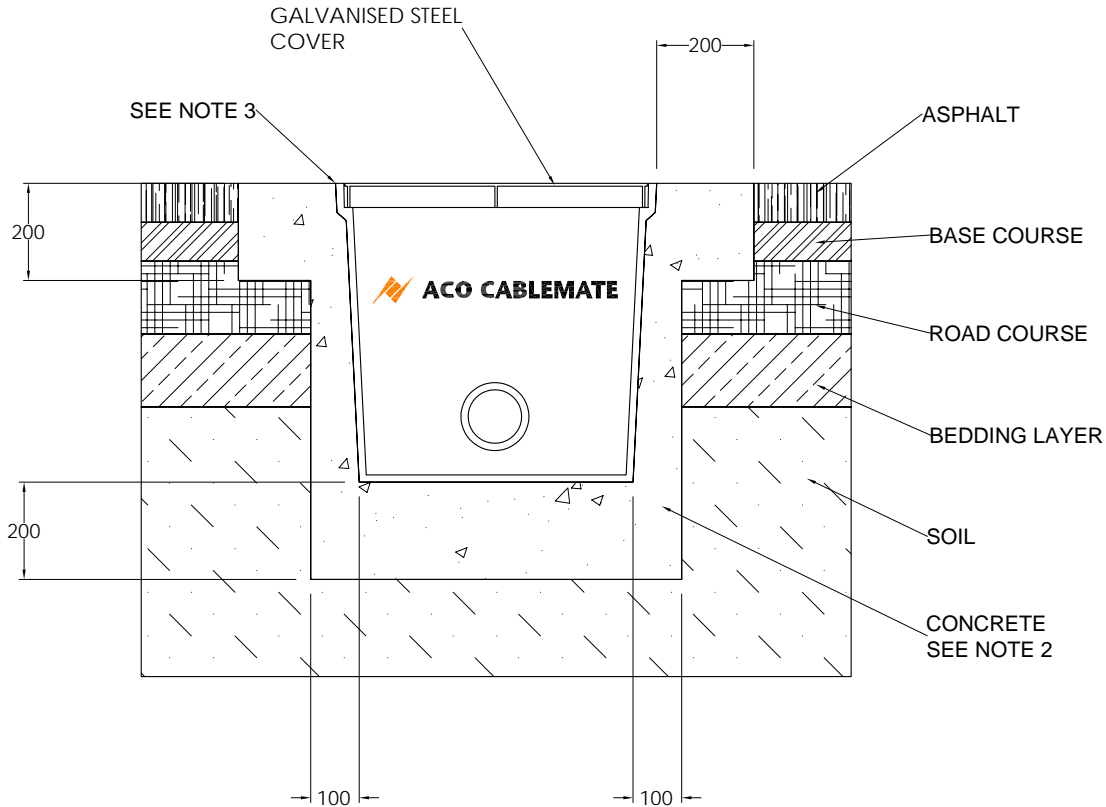 GALVANISED STEEL
COVER
200
SEE NOTE 3
ASPHALT
200
BASE COURSE
ACO CABLEMATE
ROAD COURSE
BEDDING LAYER
200
SOIL
CONCRETE
SEE NOTE 2
100
100